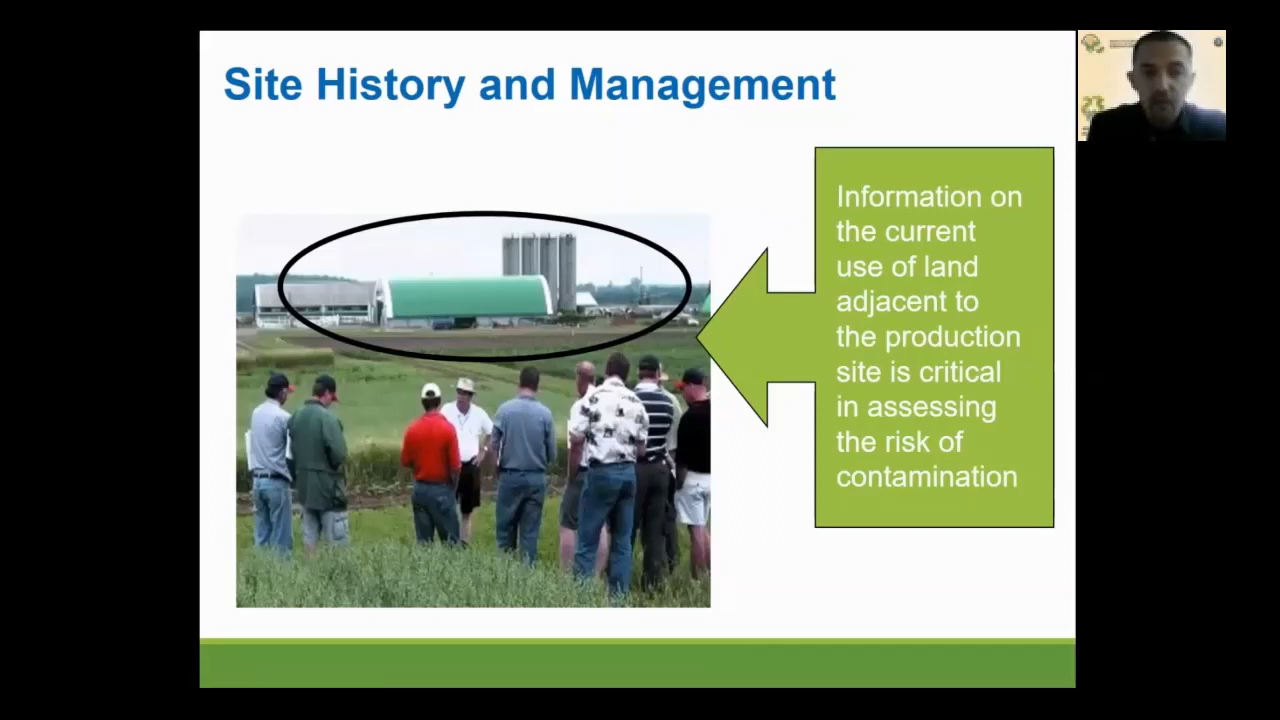 Site History and Management
Information on
the current
use of land
adjacent to
the production
site is critical
in assessing
the risk of
contamination